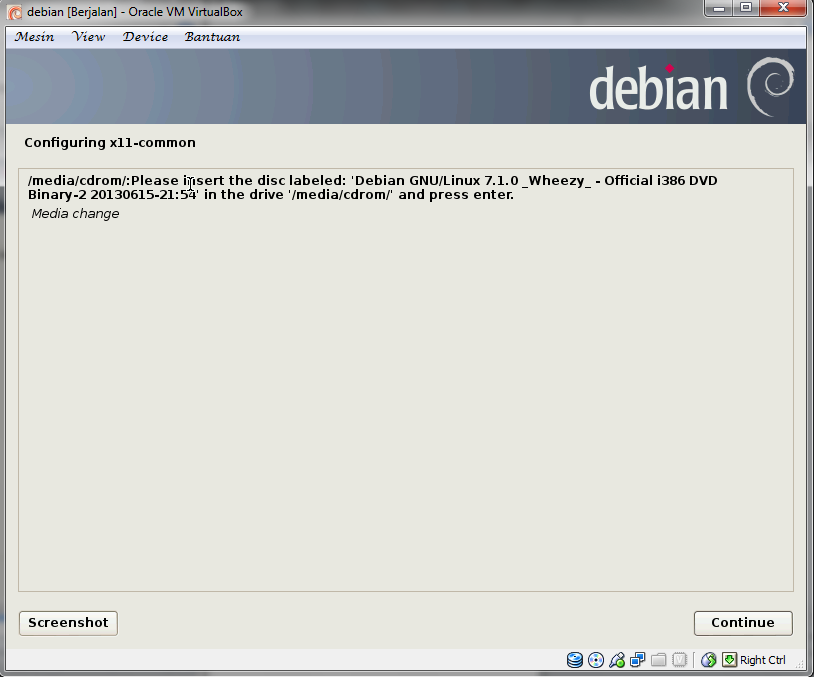 debian [Berjalan] - Oracle VM VirtualBox
Mesin View Device Bantuan
debian
Configuring x11-common
/media/cdrom/:Please insert the disc labeled: 'Debian GNU/Linux 7.1.0 _Wheezy_ - Official i386 DVD
Binary-2 20130615-21:54' in the drive '/media/cdrom/' and press enter.
Media change
Screenshot
Continue
Right Ctrl